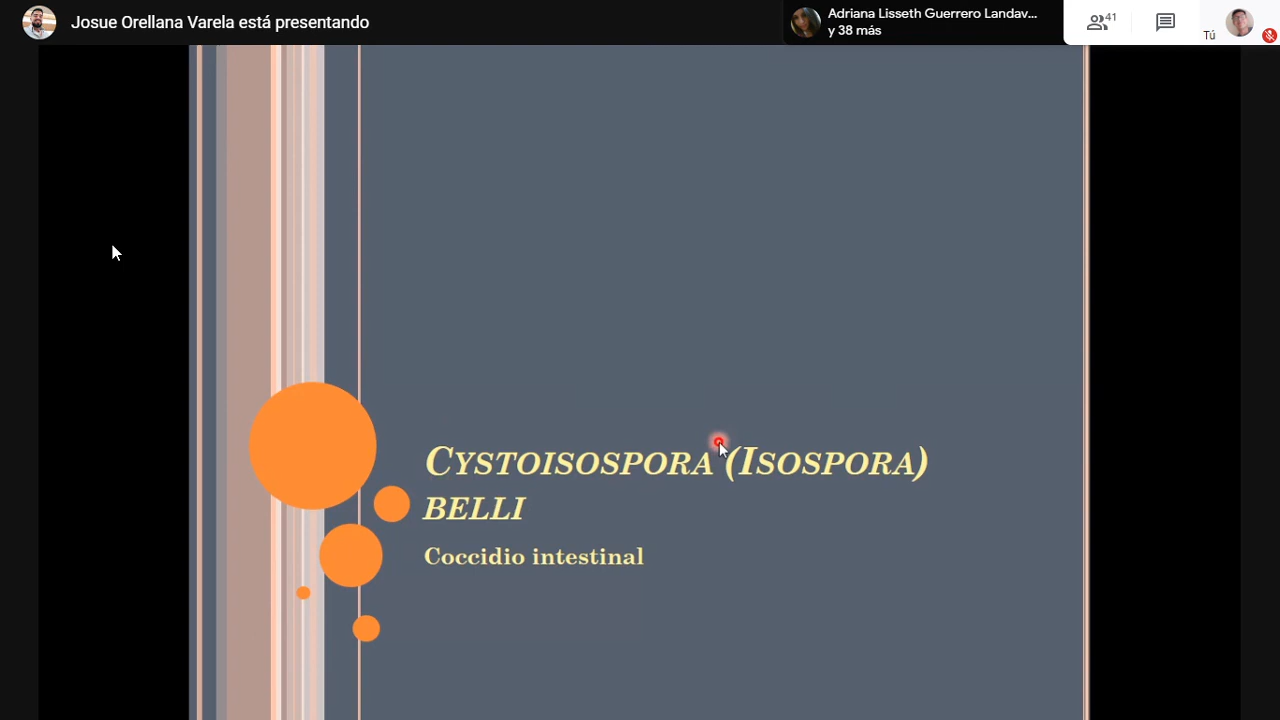 Josue Orellana Varela está presentando
Adriana Lisseth Guerrero Landav...
y 38 más
41
Tú
CYSTOISOSPORA (ISOSPORA)
BELLI
Coccidio intestinal